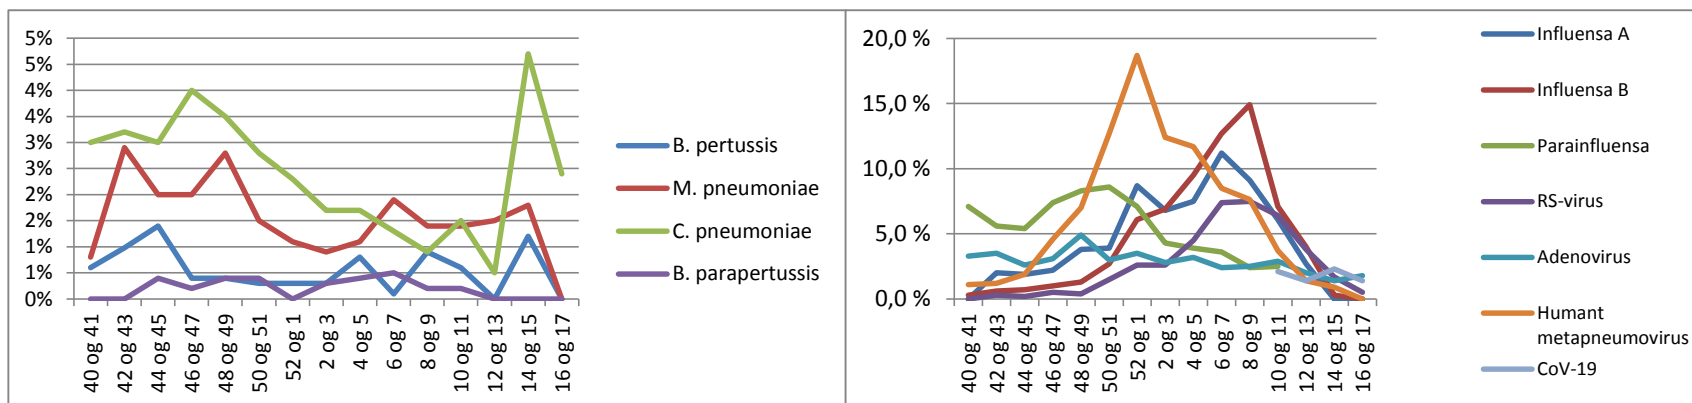 5%
5%
4%
4%
3%
3%
2%
2%
1%
1%
0%
40 og 41
42 og 43
44 og 45
46 og 47
48 og 49
50 og 51
52 og 1
2 og 3
4 og 5
6 og 7
8 og 9
10 og 11
12 og 13
14 og 15
16 og 17
B. pertussis
M. pneumoniae
C. pneumoniae
B. parapertussis
20,0 %
15,0 %
10,0 %
5,0 %
0,0 %
40 og 41
42 og 43
44 og 45
46 og 47
48 og 49
50 og 51
52 og 1
2 og 3
4 og 5
6 og 7
8 og 9
10 og 11
12 og 13
14 og 15
16 og 17
Influensa A
Influensa B
Parainfluensa
RS-virus
Adenovirus
Humant
metapneumovirus
CoV-19